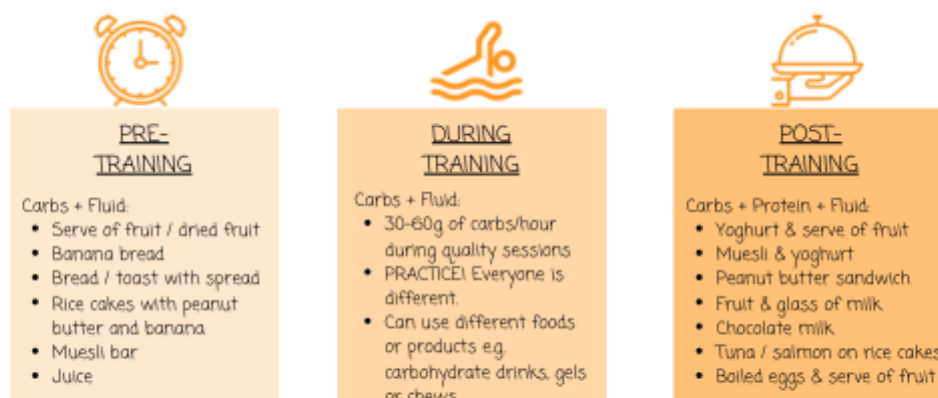 PRE-
TRAINING
Carbs + Fluid:
• Serve of fruit / dried fruit
• Banana bread
• Bread / toast with spread
• Rice cakes with peanut
butter and banana
• Muesli bar
• Juice
DURING
TRAINING
Carbs + Fluid:
• 30-60g of carbs/hour
during quality sessions
• PRACTICE! Everyone is
different.
• Can use different foods
or products e.g.
carbohydrate drinks, gels
or chews
POST-
TRAINING
Carbs + Protein + Fluid:
• Yoghurt & serve of fruit
• Muesli & yoghurt
• Peanut butter sandwich
• Fruit & glass of milk
• Chocolate milk
• Tuna / salmon on rice cakes
• Boiled eggs & serve of fruit